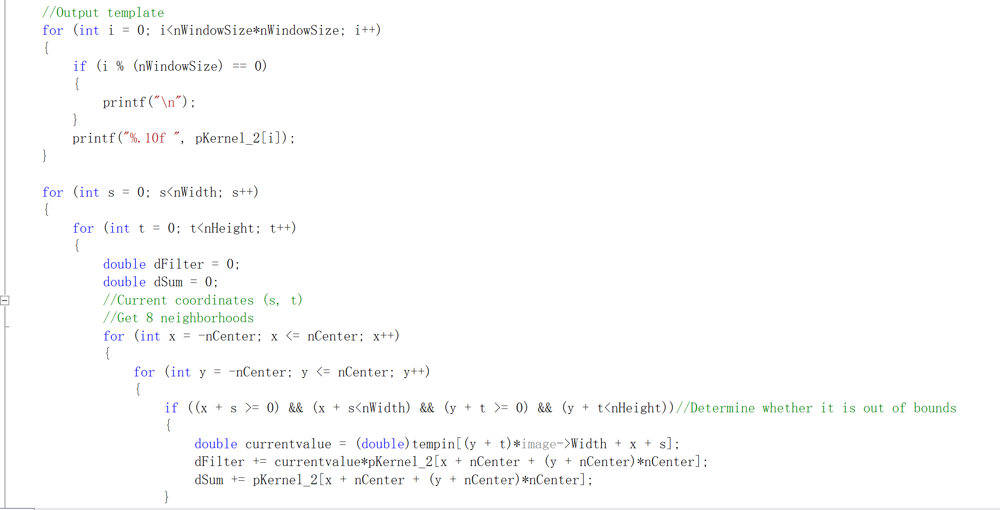 //Output template
for (int i = 0; i<nWindowSize*nWindowSize; i++)
{
if (i % (nWindowSize) == 0)
{
printf("\n");
}
printf("%.10f ", pKernel_2[i]);
}
for (int s = 0; s<nWidth; s++)
{
for (int t = 0; t<nHeight; t++)
{
double dFilter = 0;
double dSum = 0;
//Current coordinates (s, t)
//Get 8 neighborhoods
for (int x = -nCenter; x <= nCenter; x++)
{
for (int y = -nCenter; y <= nCenter; y++)
{
if ((x + s >= 0) && (x + s<nWidth) && (y + t >= 0) && (y + t<nHeight))//Determine whether it is out of bounds
{
double currentvalue = (double)tempin[(y + t)*image->Width + x + s];
dFilter += currentvalue*pKernel_2[x + nCenter + (y + nCenter)*nCenter];
dSum += pKernel_2[x + nCenter + (y + nCenter)*nCenter];
}